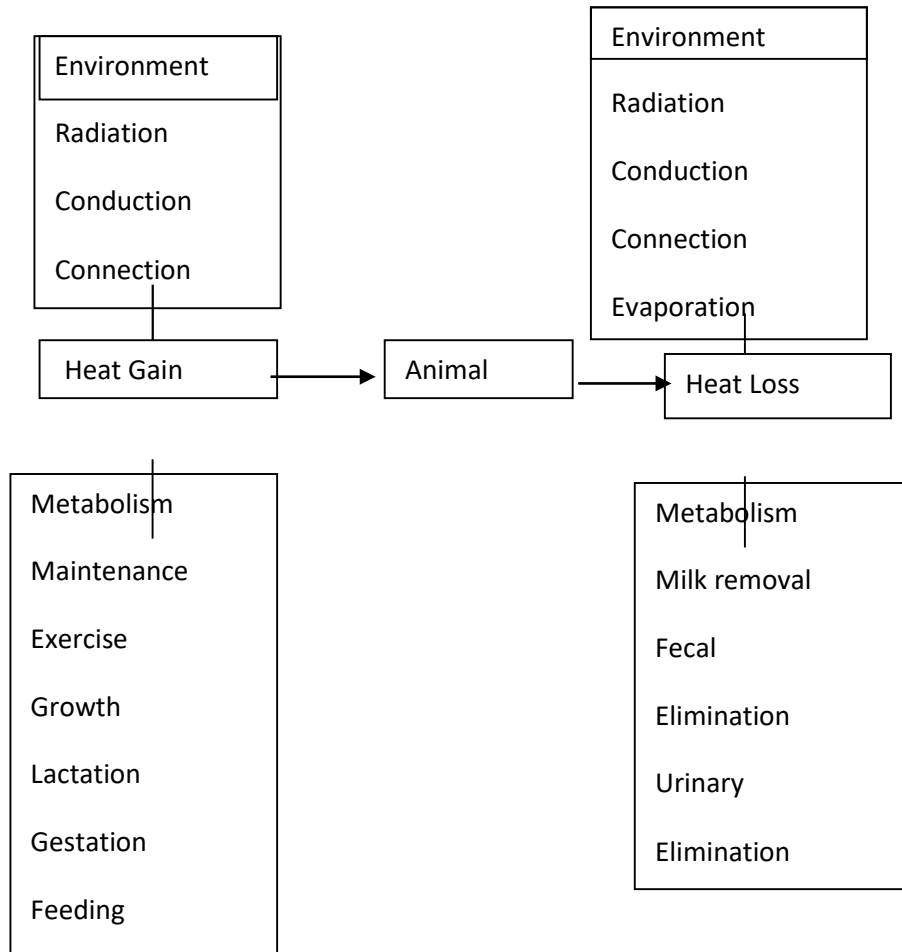 Environment
Radiation
Conduction
Connection
Environment
Radiation
Conduction
Connection
Evaporation
Heat Gain
Animal
Heat Loss
Metabolism
Maintenance
Exercise
Growth
Lactation
Gestation
Feeding
Metabolism
Milk removal
Fecal
Elimination
Urinary
Elimination